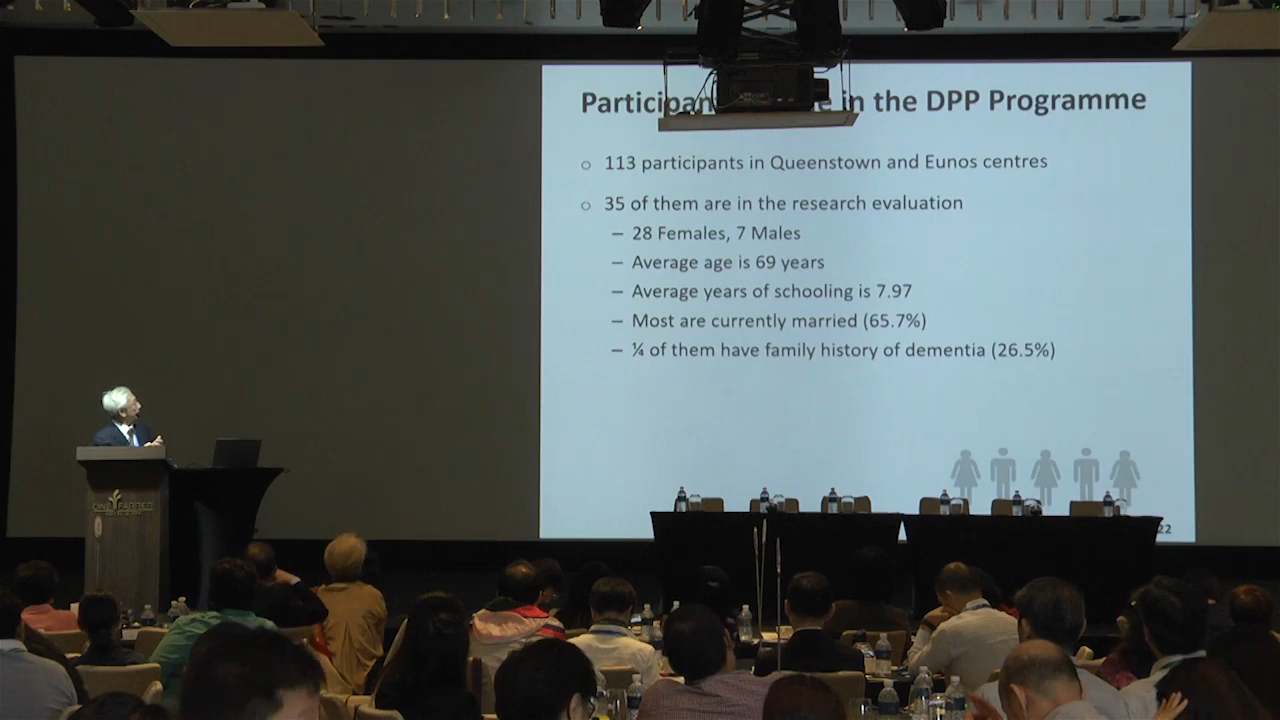 in the DPP Programme
○ 113 participants in Queenstown and Eunos centres
○ 35 of them are in the research evaluation
– 28 Females, 7 Males
– Average age is 69 years
– Average years of schooling is 7.97
– Most are currently married (65.7%)
– ¼ of them have family history of dementia (26.5%)
22